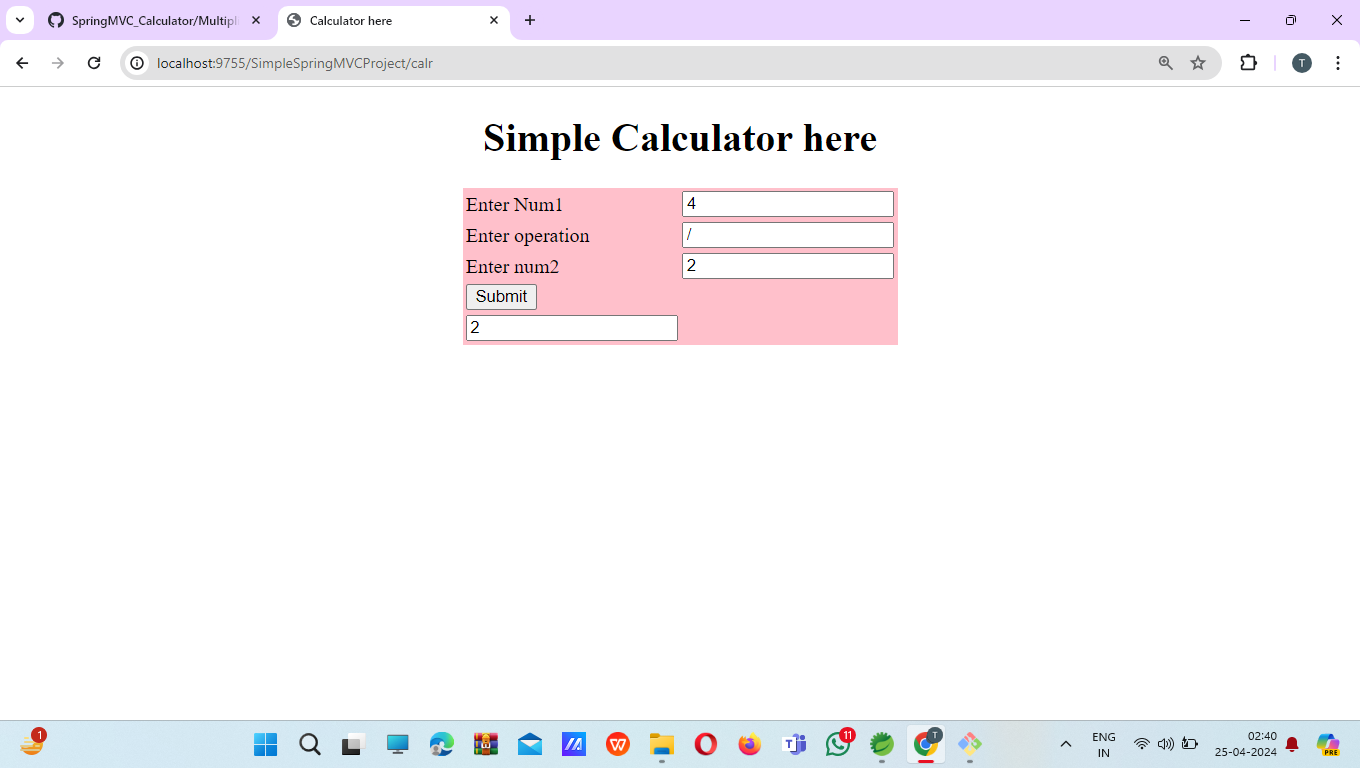 SpringMVC_Calculator/Multipl
Calculator here
localhost:9755/SimpleSpringMVCProject/calr
T
Simple Calculator here
Enter Num1 4
Enter operation /
Enter num2 2
Submit
2
1
W
T
11
T
ENG
IN
02:40
25-04-2024
PRE